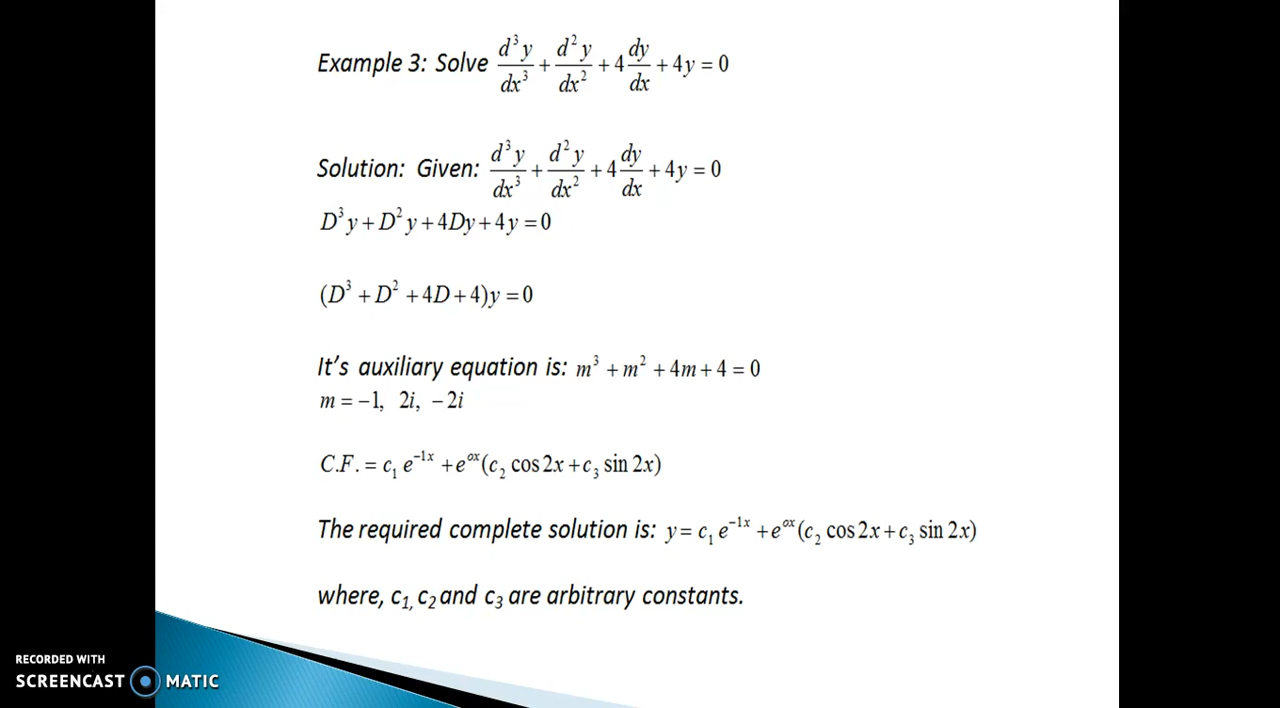 Example 3: Solve d³y/dx³ + d²y/dx² + 4 dy/dx + 4y = 0
Solution: Given: d³y/dx³ + d²y/dx² + 4 dy/dx + 4y = 0
D³y + D²y + 4Dy + 4y = 0
(D³ + D² + 4D + 4)y = 0
It's auxiliary equation is: m³ + m² + 4m + 4 = 0
m = −1, 2i, −2i
C.F. = c₁ e^(−1x) + e^(ox) (c₂ cos 2x + c₃ sin 2x)
The required complete solution is: y = c₁ e^(−1x) + e^(ox) (c₂ cos 2x + c₃ sin 2x)
where, c₁, c₂ and c₃ are arbitrary constants.
RECORDED WITH
SCREENCAST MATIC